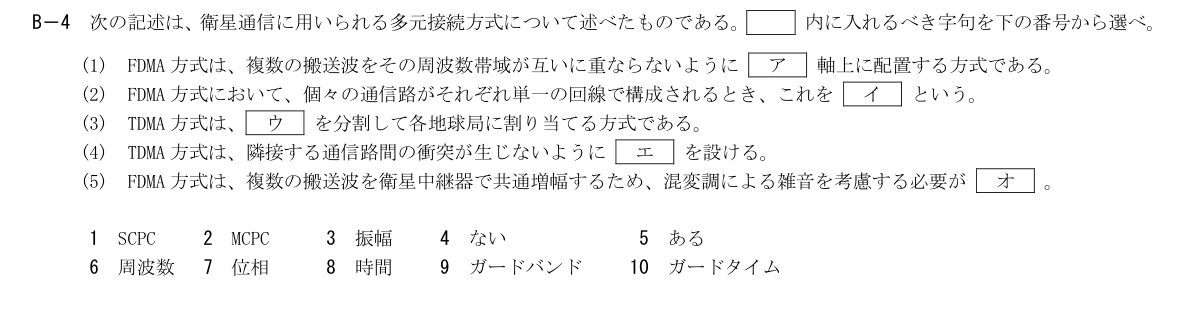 B－4 次の記述は、衛星通信に用いられる多元接続方式について述べたものである。 内に入れるべき字句を下の番号から選べ。
(1) FDMA 方式は、複数の搬送波をその周波数帯域が互いに重ならないように ア 軸上に配置する方式である。
(2) FDMA 方式において、個々の通信路がそれぞれ単一の回線で構成されるとき、これを イ という。
(3) TDMA 方式は、 ウ を分割して各地球局に割り当てる方式である。
(4) TDMA 方式は、隣接する通信路間の衝突が生じないように エ を設ける。
(5) FDMA 方式は、複数の搬送波を衛星中継器で共通増幅するため、混変調による雑音を考慮する必要が オ 。
1 SCPC 2 MCPC 3 振幅 4 ない 5 ある
6 周波数 7 位相 8 時間 9 ガードバンド 10 ガードタイム